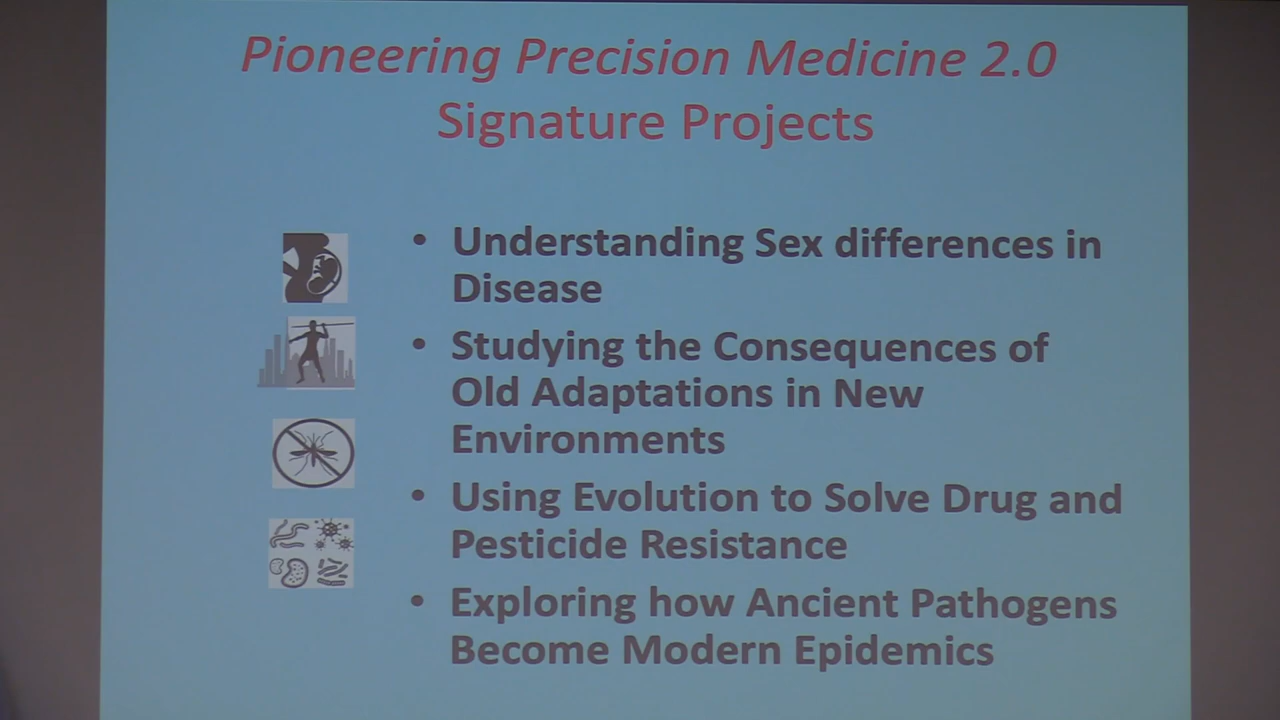 Pioneering Precision Medicine 2.0
Signature Projects
• Understanding Sex differences in
Disease
• Studying the Consequences of
Old Adaptations in New
Environments
• Using Evolution to Solve Drug and
Pesticide Resistance
• Exploring how Ancient Pathogens
Become Modern Epidemics